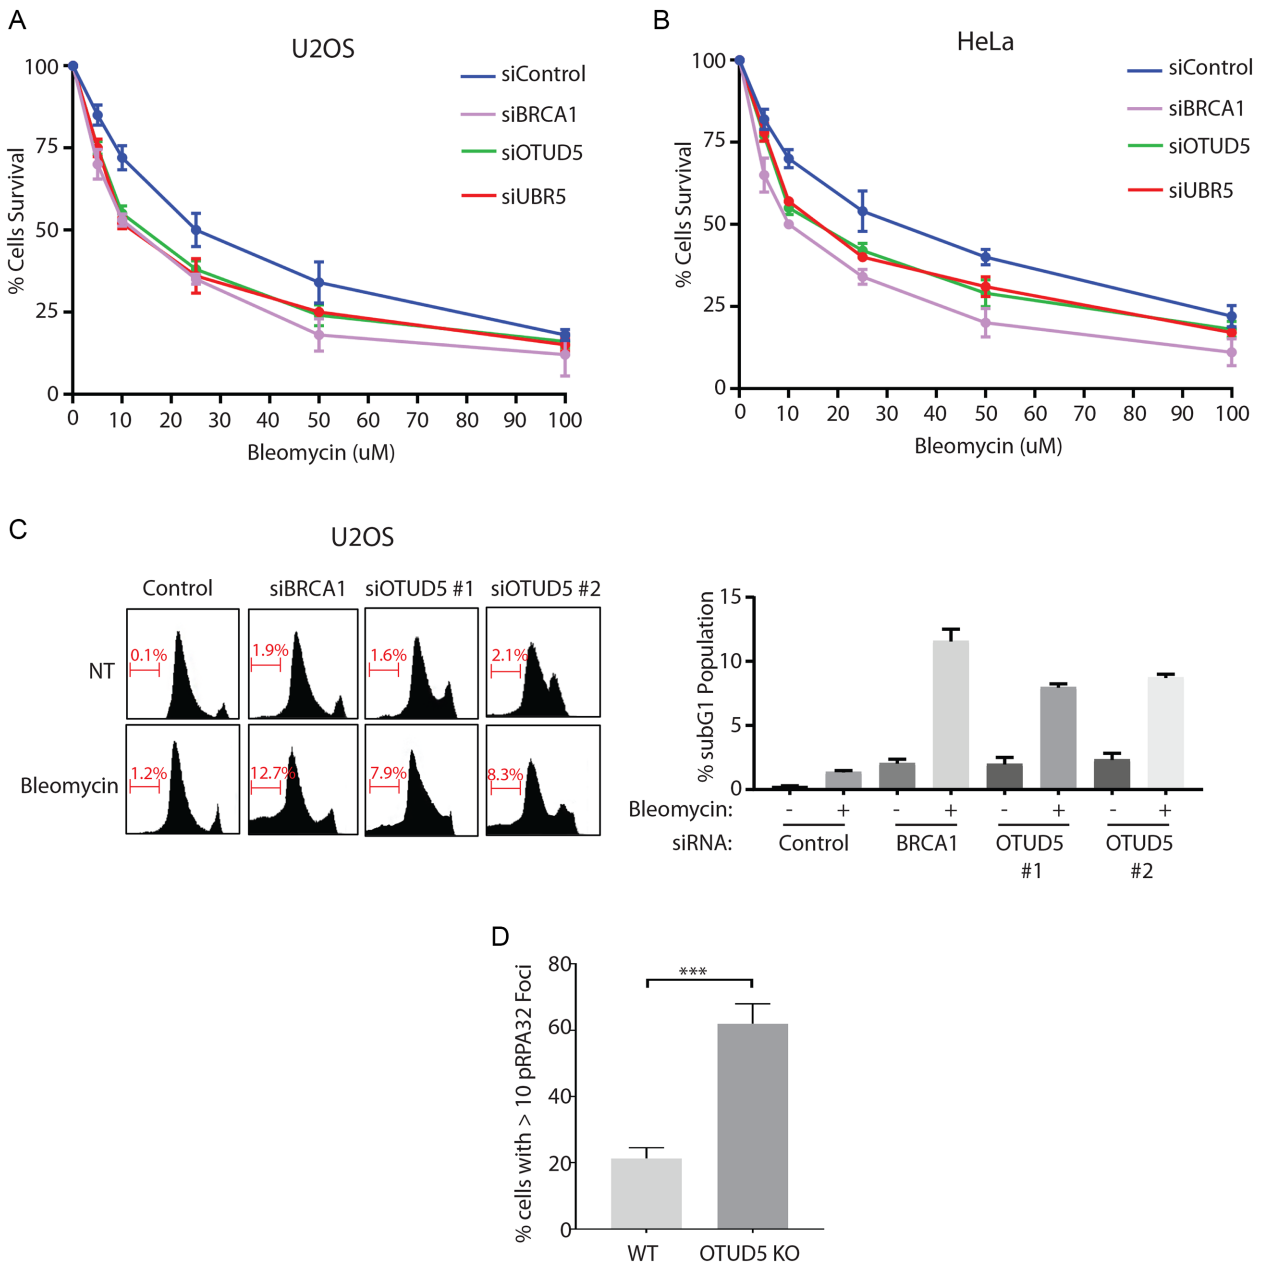 A
U2OS
100
75
50
25
0
% Cells Survival
0 10 20 30 40 50 60 70 80 90 100
Bleomycin (uM)
siControl
siBRCA1
siOTUD5
siUBR5
B
HeLa
100
75
50
25
0
% Cells Survival
0 10 20 30 40 50 60 70 80 90 100
Bleomycin (uM)
siControl
siBRCA1
siOTUD5
siUBR5
C
U2OS
Control siBRCA1 siOTUD5 #1 siOTUD5 #2
NT 0.1% 1.9% 1.6% 2.1%
Bleomycin 1.2% 12.7% 7.9% 8.3%
% subG1 Population
15
10
5
0
Bleomycin: - + - + - + - +
siRNA: Control BRCA1 OTUD5 OTUD5
#1 #2
D
% cells with > 10 pRPA32 Foci
80
60
40
20
0
***
WT OTUD5 KO